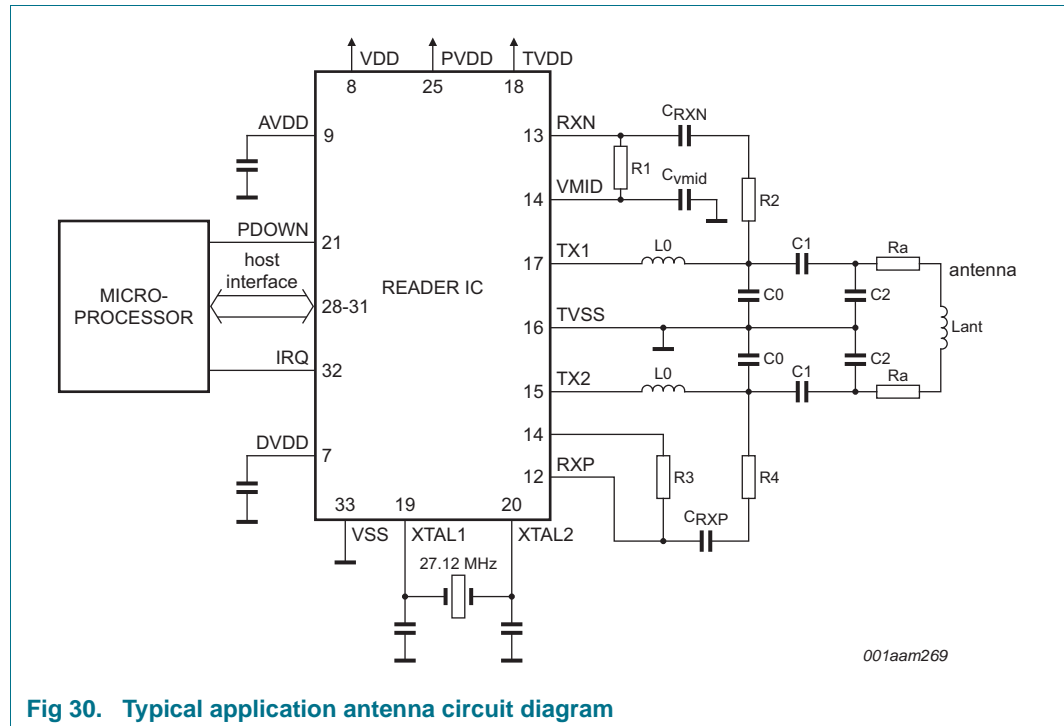 VDD PVDD TVDD
8 25 18
AVDD 9
13 RXN CRXN
R1
14 VMID Cvmid
R2
PDOWN 21
host
interface
MICRO-
PROCESSOR
28-31
READER IC
17 TX1 L0 C1 Ra antenna
C0 C2
16 TVSS Lant
C0 C2
IRQ 32
15 TX2 L0 C1 Ra
14
DVDD 7
12 RXP R3 R4
CRXP
33 19 20
VSS XTAL1 XTAL2
27.12 MHz
001aam269
Fig 30. Typical application antenna circuit diagram